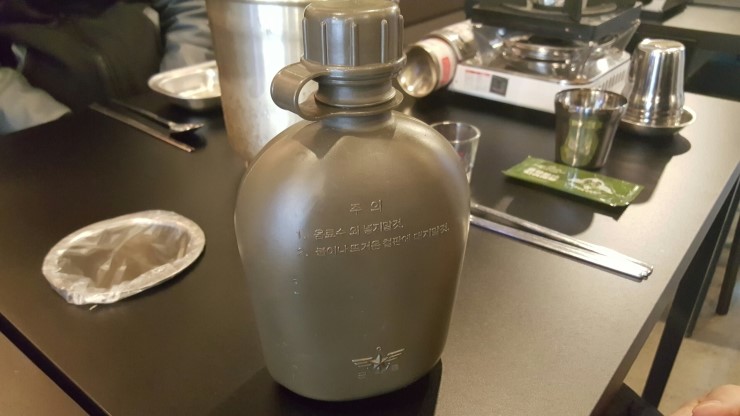 주 의
1. 음료수 외 넣지말것.
2. 불이나 뜨거운 철판에 대지말것.